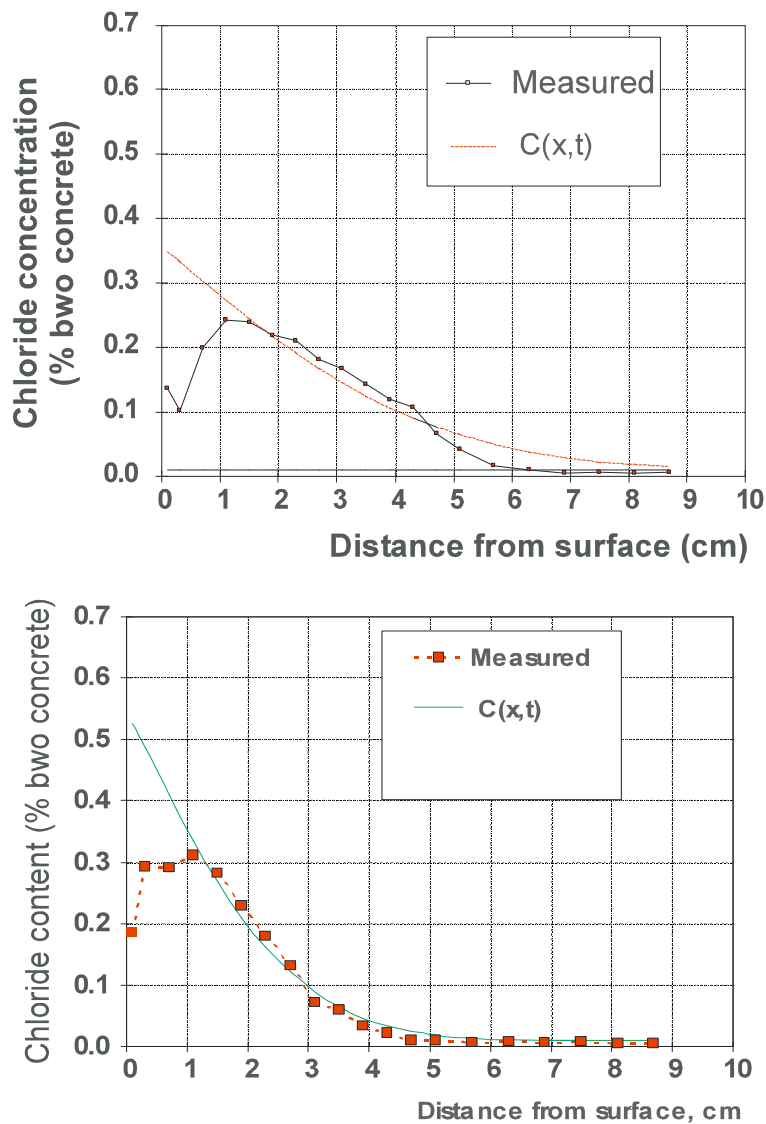 0.7
0.6
0.5
0.4
0.3
0.2
0.1
0.0
Chloride concentration
(% bwo concrete)
Measured
C(x,t)
0 1 2 3 4 5 6 7 8 9 10
Distance from surface (cm)
0.7
0.6
0.5
0.4
0.3
0.2
0.1
0.0
Chloride content (% bwo concrete)
Measured
C(x,t)
0 1 2 3 4 5 6 7 8 9 10
Distance from surface, cm